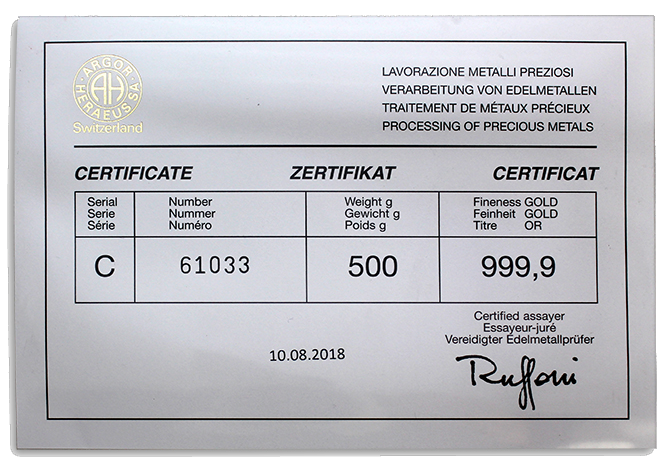 ARGOR
AH
HERAEUS SA
Switzerland
LAVORAZIONE METALLI PREZIOSI
VERARBEITUNG VON EDELMETALLEN
TRAITEMENT DE MÉTAUX PRÉCIEUX
PROCESSING OF PRECIOUS METALS
CERTIFICATE ZERTIFIKAT CERTIFICAT
Serial Number Weight g Fineness GOLD
Serie Nummer Gewicht g Feinheit GOLD
Série Numéro Poids g Titre OR
C 61033 500 999,9
Certified assayer
Essayeur-juré
Vereidigter Edelmetallprüfer
10.08.2018
Ruffoni